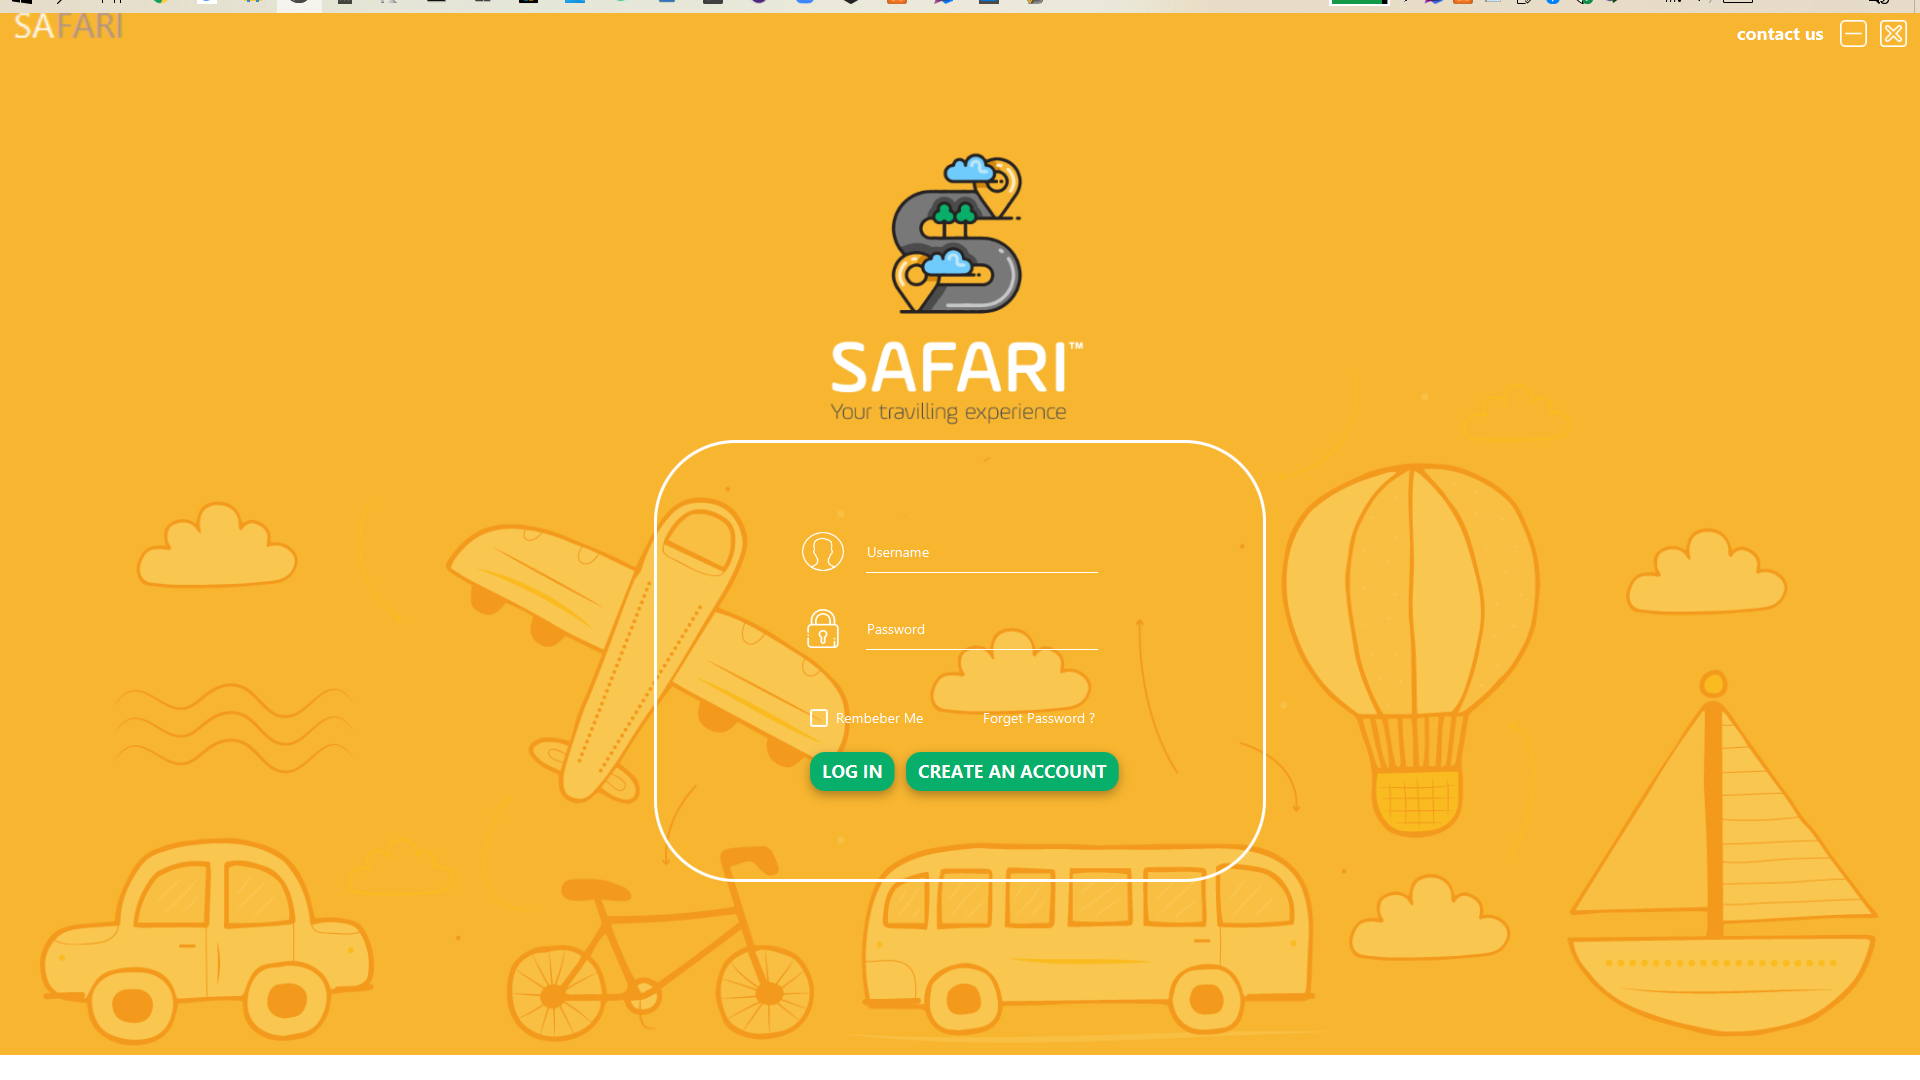 SAFARI
contact us
SAFARI™
Your travilling experience
Username
Password
Rembeber Me
Forget Password ?
LOG IN
CREATE AN ACCOUNT